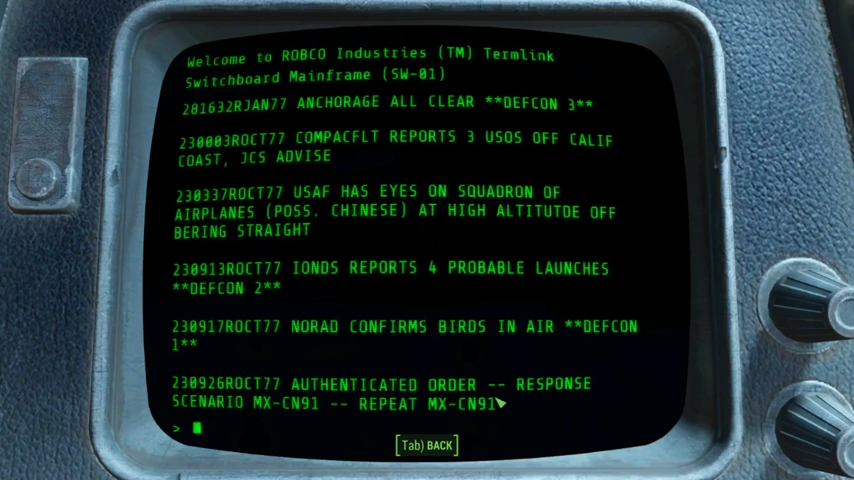 Welcome to ROBCO Industries (TM) Termlink
Switchboard Mainframe (SW-01)
281632RJAN77 ANCHORAGE ALL CLEAR **DEFCON 3**
230003ROCT77 COMPACFLT REPORTS 3 USOS OFF CALIF
COAST, JCS ADVISE
230337ROCT77 USAF HAS EYES ON SQUADRON OF
AIRPLANES (POSS. CHINESE) AT HIGH ALTITUTDE OFF
BERING STRAIGHT
230913ROCT77 IONDS REPORTS 4 PROBABLE LAUNCHES
**DEFCON 2**
230917ROCT77 NORAD CONFIRMS BIRDS IN AIR **DEFCON
1**
230926ROCT77 AUTHENTICATED ORDER -- RESPONSE
SCENARIO MX-CN91 -- REPEAT MX-CN91
>
[Tab) BACK]